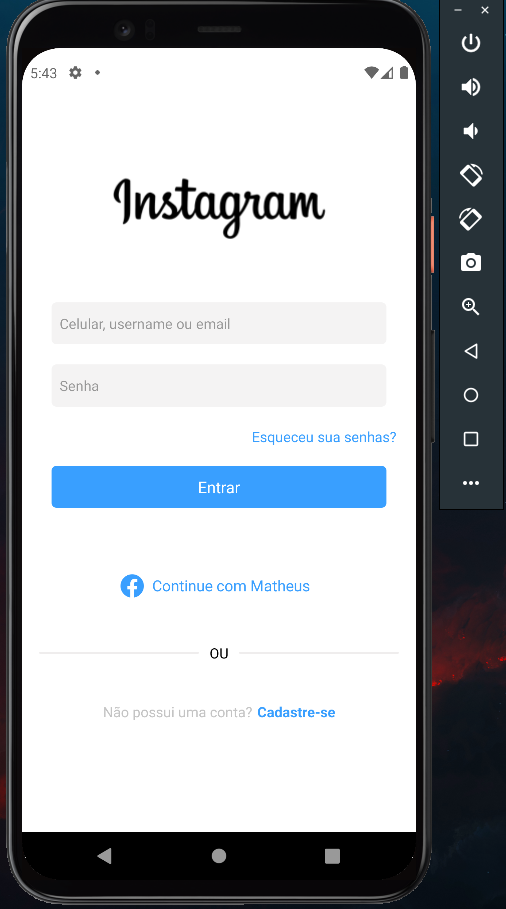 5:43
Instagram
Celular, username ou email
Senha
Esqueceu sua senhas?
Entrar
Continue com Matheus
OU
Não possui uma conta? Cadastre-se